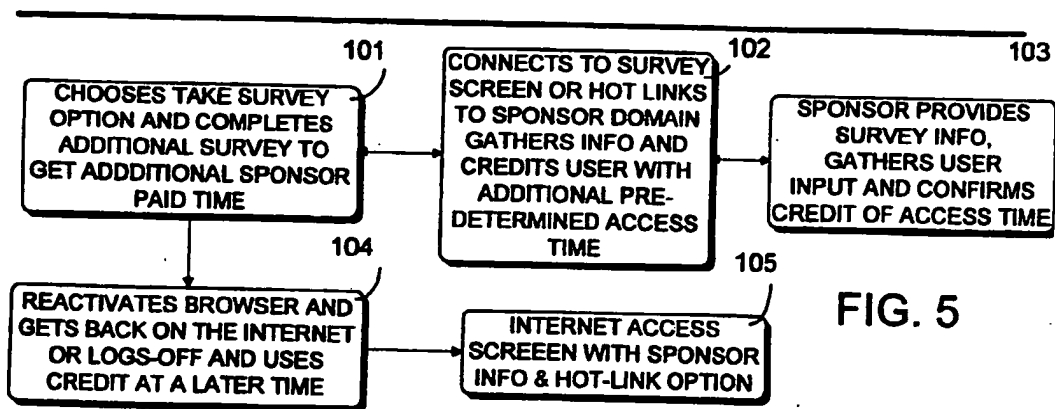 101
CHOOSES TAKE SURVEY
OPTION AND COMPLETES
ADDITIONAL SURVEY TO
GET ADDDITIONAL SPONSOR
PAID TIME
102
CONNECTS TO SURVEY
SCREEN OR HOT LINKS
TO SPONSOR DOMAIN
GATHERS INFO AND
CREDITS USER WITH
ADDITIONAL PRE-
DETERMINED ACCESS
TIME
103
SPONSOR PROVIDES
SURVEY INFO,
GATHERS USER
INPUT AND CONFIRMS
CREDIT OF ACCESS TIME
104
REACTIVATES BROWSER AND
GETS BACK ON THE INTERNET
OR LOGS-OFF AND USES
CREDIT AT A LATER TIME
105
INTERNET ACCESS
SCREEEN WITH SPONSOR
INFO & HOT-LINK OPTION
FIG. 5